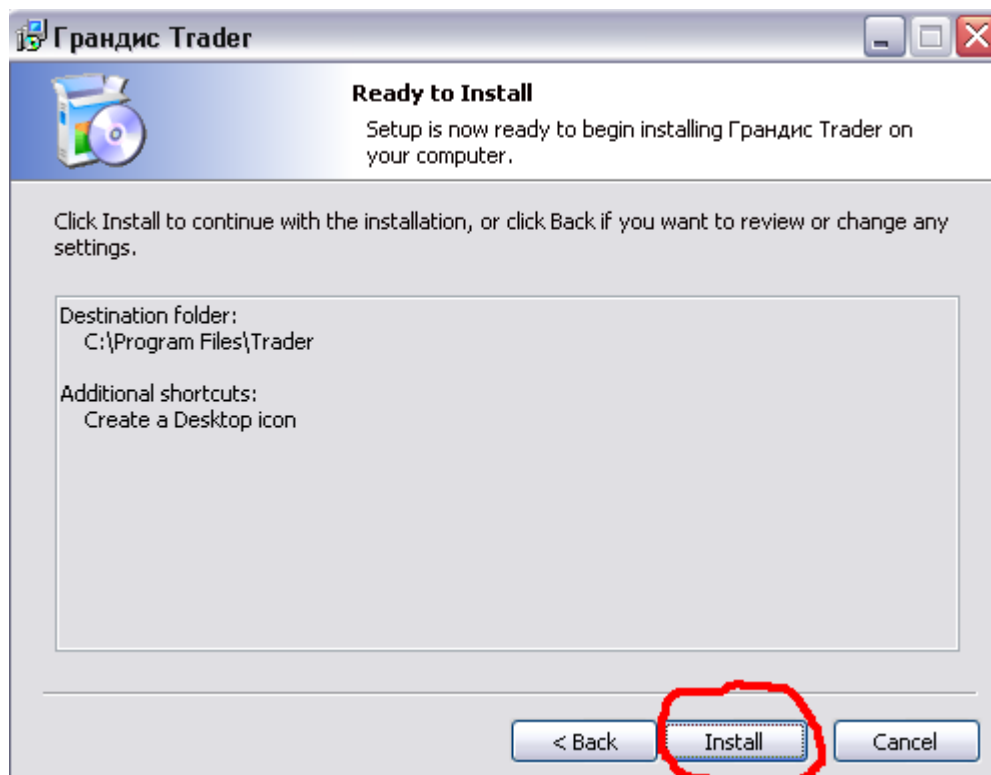 Грандис Trader
Ready to Install
Setup is now ready to begin installing Грандис Trader on
your computer.
Click Install to continue with the installation, or click Back if you want to review or change any
settings.
Destination folder:
C:\Program Files\Trader
Additional shortcuts:
Create a Desktop icon
< Back
Install
Cancel